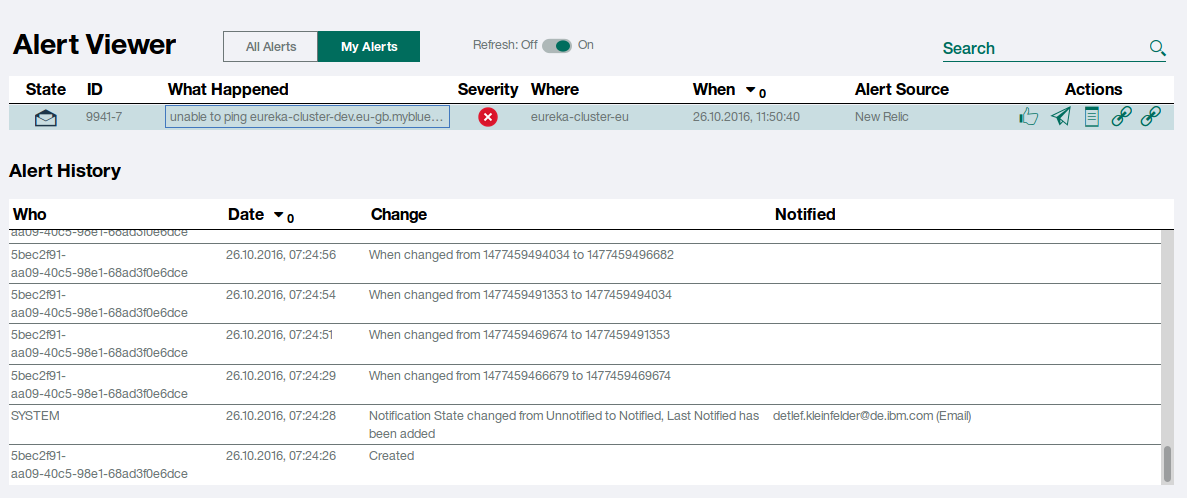 Alert Viewer
All Alerts
My Alerts
Refresh: Off On
Search
State ID What Happened Severity Where When 0 Alert Source Actions
9941-7 unable to ping eureka-cluster-dev.eu-gb.myblue... eureka-cluster-eu 26.10.2016, 11:50:40 New Relic
Alert History
Who Date 0 Change Notified
aa09-40c5-98e1-68ad3f0e6dce
5bec2f91- 26.10.2016, 07:24:56 When changed from 1477459494034 to 1477459496682
aa09-40c5-98e1-68ad3f0e6dce
5bec2f91- 26.10.2016, 07:24:54 When changed from 1477459491353 to 1477459494034
aa09-40c5-98e1-68ad3f0e6dce
5bec2f91- 26.10.2016, 07:24:51 When changed from 1477459469674 to 1477459491353
aa09-40c5-98e1-68ad3f0e6dce
5bec2f91- 26.10.2016, 07:24:29 When changed from 1477459466679 to 1477459469674
aa09-40c5-98e1-68ad3f0e6dce
SYSTEM 26.10.2016, 07:24:28 Notification State changed from Unnotified to Notified, Last Notified has detlef.kleinfelder@de.ibm.com (Email)
been added
5bec2f91- 26.10.2016, 07:24:26 Created
aa09-40c5-98e1-68ad3f0e6dce